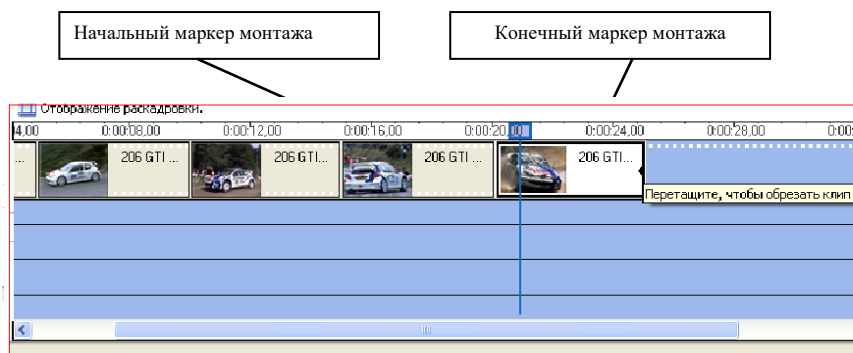 Начальный маркер монтажа
Конечный маркер монтажа
Отображение раскадровки.
4,00 0:00:08,00 0:00:12,00 0:00:16,00 0:00:20,00 0:00:24,00 0:00:28,00 0:00:
... 206 GTI ... 206 GTI... 206 GTI ... 206 GTI...
Перетащите, чтобы обрезать клип